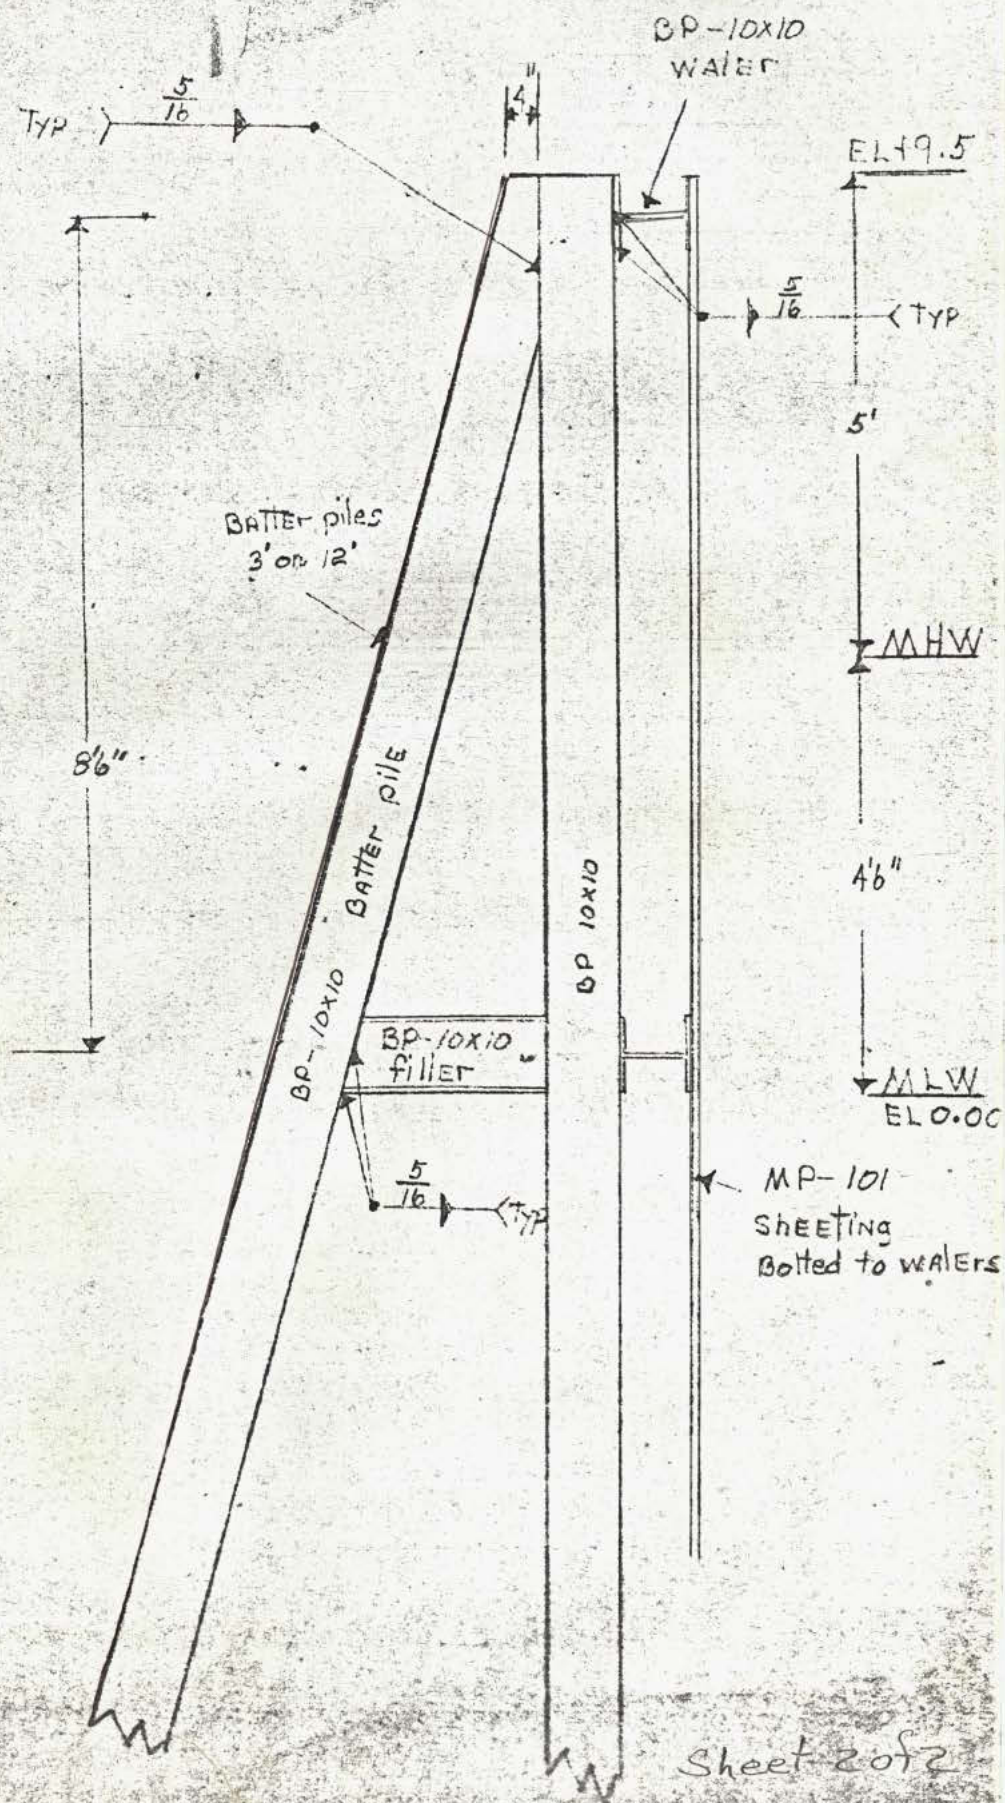 BP-10X10
WAlEr
4"
Typ 5/16
EL+9.5
5/16 Typ
5'
BATTEr piles
3' on 12'
MHW
8'6"
BATTEr pilE
BP-10X10
BP 10X10
4'6"
BP-10X10
fillEr
MLW
EL 0.00
5/16 Typ
MP-101
ShEETing
Bolted to wAlErs
Sheet 2 of 2